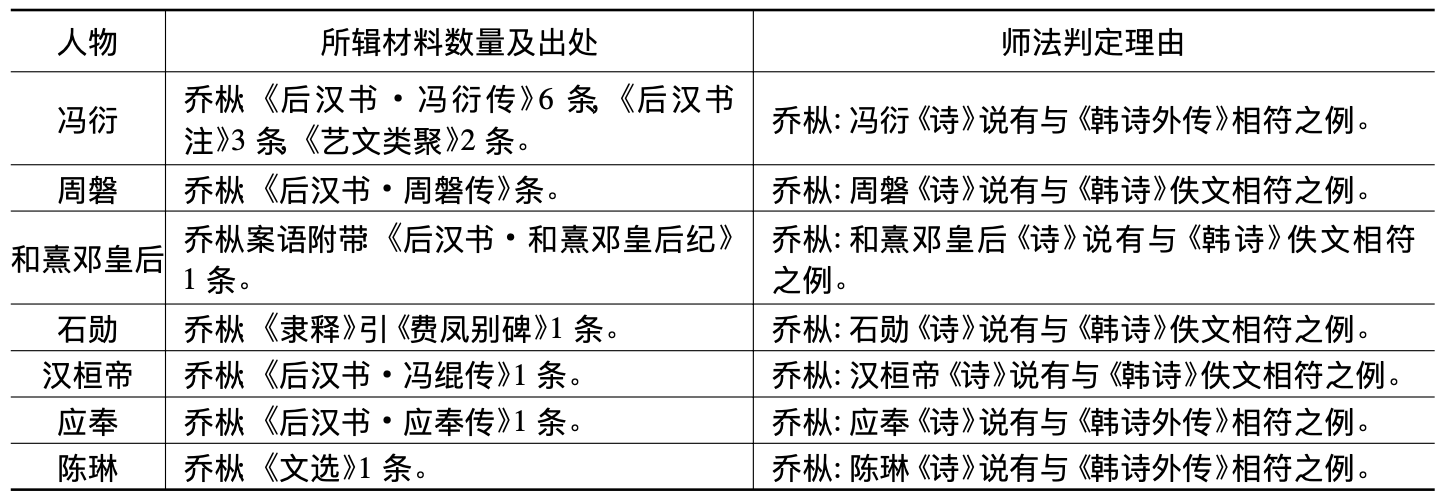 人物 所辑材料数量及出处 师法判定理由
冯衍 乔枞:《后汉书·冯衍传》6 条,《后汉书 乔枞:冯衍《诗》说有与《韩诗外传》相符之例。
注》3 条,《艺文类聚》2 条。
周磐 乔枞:《后汉书·周磐传》条。 乔枞:周磐《诗》说有与《韩诗》佚文相符之例。
和熹邓皇后 乔枞案语附带:《后汉书·和熹邓皇后纪》 乔枞:和熹邓皇后《诗》说有与《韩诗》佚文相符
1 条。 之例。
石勋 乔枞:《隶释》引《费凤别碑》1 条。 乔枞:石勋《诗》说有与《韩诗》佚文相符之例。
汉桓帝 乔枞:《后汉书·冯绲传》1 条。 乔枞:汉桓帝《诗》说有与《韩诗》佚文相符之例。
应奉 乔枞:《后汉书·应奉传》1 条。 乔枞:应奉《诗》说有与《韩诗外传》相符之例。
陈琳 乔枞:《文选》1 条。 乔枞:陈琳《诗》说有与《韩诗外传》相符之例。